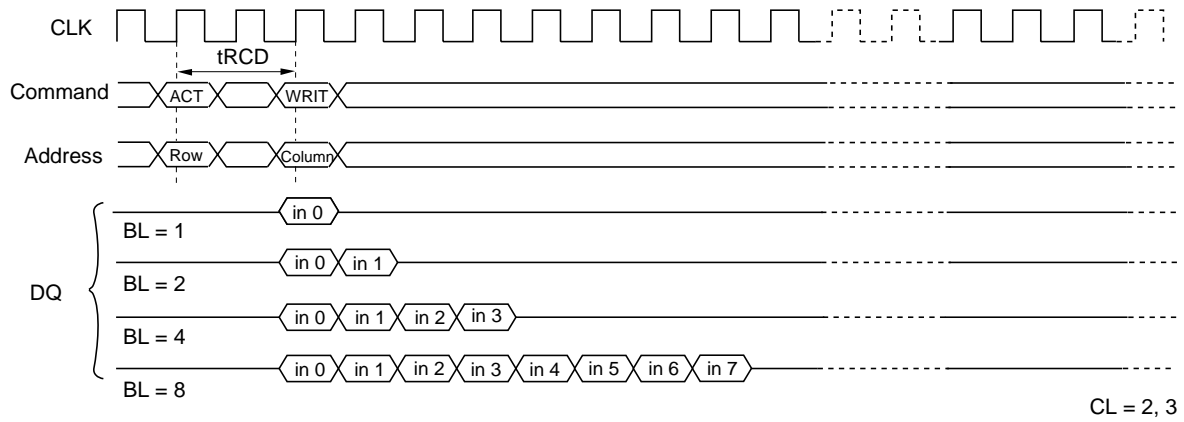 CLK
tRCD
Command ACT WRIT
Address Row Column
in 0
BL = 1
in 0 in 1
BL = 2
DQ
in 0 in 1 in 2 in 3
BL = 4
in 0 in 1 in 2 in 3 in 4 in 5 in 6 in 7
BL = 8
CL = 2, 3